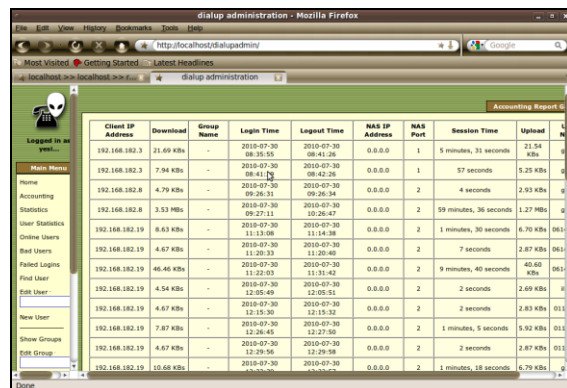 dialup administration - Mozilla Firefox
File Edit View History Bookmarks Tools Help
http://localhost/dialupadmin/ Google
Most Visited Getting Started Latest Headlines
localhost >> localhost >> r... dialup administration
Accounting Report G
Logged in as
yesi...
Main Menu
Home
Accounting
Statistics
User Statistics
Online Users
Bad Users
Failed Logins
Find User
Edit User
New User
Show Groups
Edit Group
Client IP Address Download Group Name Login Time Logout Time NAS IP Address NAS Port Session Time Upload
192.168.182.3 21.69 KBs - 2010-07-30 08:35:55 2010-07-30 08:41:26 0.0.0.0 1 5 minutes, 31 seconds 21.54 KBs
192.168.182.3 7.94 KBs - 2010-07-30 2010-07-30 08:42:26 0.0.0.0 1 57 seconds 5.25 KBs
192.168.182.8 4.79 KBs - 2010-07-30 09:26:31 2010-07-30 09:26:34 0.0.0.0 2 4 seconds 2.93 KBs g
192.168.182.8 3.53 MBs - 2010-07-30 09:27:11 2010-07-30 10:26:47 0.0.0.0 2 59 minutes, 36 seconds 1.27 MBs g
192.168.182.19 8.63 KBs - 2010-07-30 11:13:08 2010-07-30 11:14:38 0.0.0.0 2 1 minutes, 30 seconds 6.70 KBs 061
192.168.182.19 4.67 KBs - 2010-07-30 11:20:33 2010-07-30 11:20:40 0.0.0.0 2 7 seconds 2.87 KBs 061
192.168.182.19 46.46 KBs - 2010-07-30 11:22:03 2010-07-30 11:31:42 0.0.0.0 2 9 minutes, 40 seconds 40.60 KBs
192.168.182.19 4.54 KBs - 2010-07-30 12:05:49 2010-07-30 12:05:51 0.0.0.0 2 2 seconds 2.69 KBs
192.168.182.19 4.67 KBs - 2010-07-30 12:15:30 2010-07-30 12:15:32 0.0.0.0 2 2 seconds 2.83 KBs 011
192.168.182.19 7.87 KBs - 2010-07-30 12:26:45 2010-07-30 12:27:50 0.0.0.0 2 1 minutes, 5 seconds 5.92 KBs 011
192.168.182.19 4.67 KBs - 2010-07-30 12:29:56 2010-07-30 12:29:58 0.0.0.0 2 2 seconds 2.87 KBs 011
192.168.182.19 10.68 KBs - 2010-07-30 2010-07-30 0.0.0.0 2 1 minutes, 18 seconds 6.79 KBs
Done